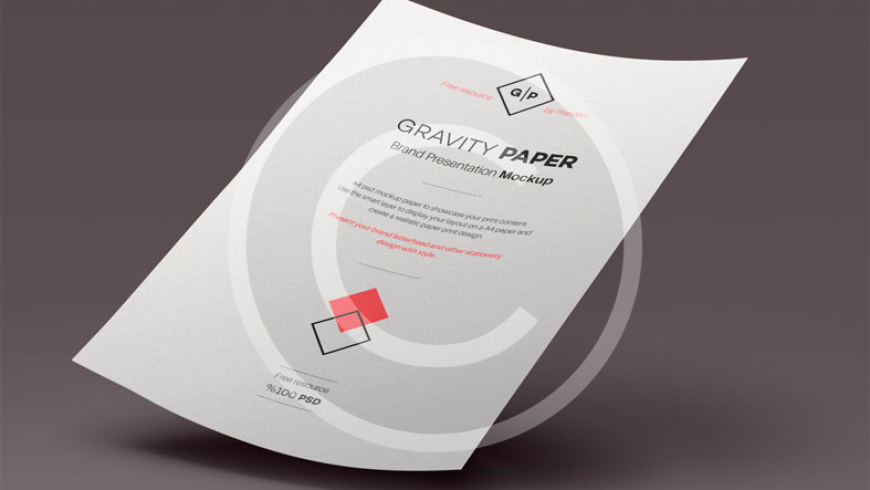 G/P
Free resource
by Pixeden
GRAVITY PAPER
Brand Presentation Mockup
A4 psd mockup paper to showcase your print content.
Use the smart layer to display your layout on a A4 paper and
create a realistic paper print design.
Present your brand letterhead and other stationery
design with style.
Free resource
%100 PSD